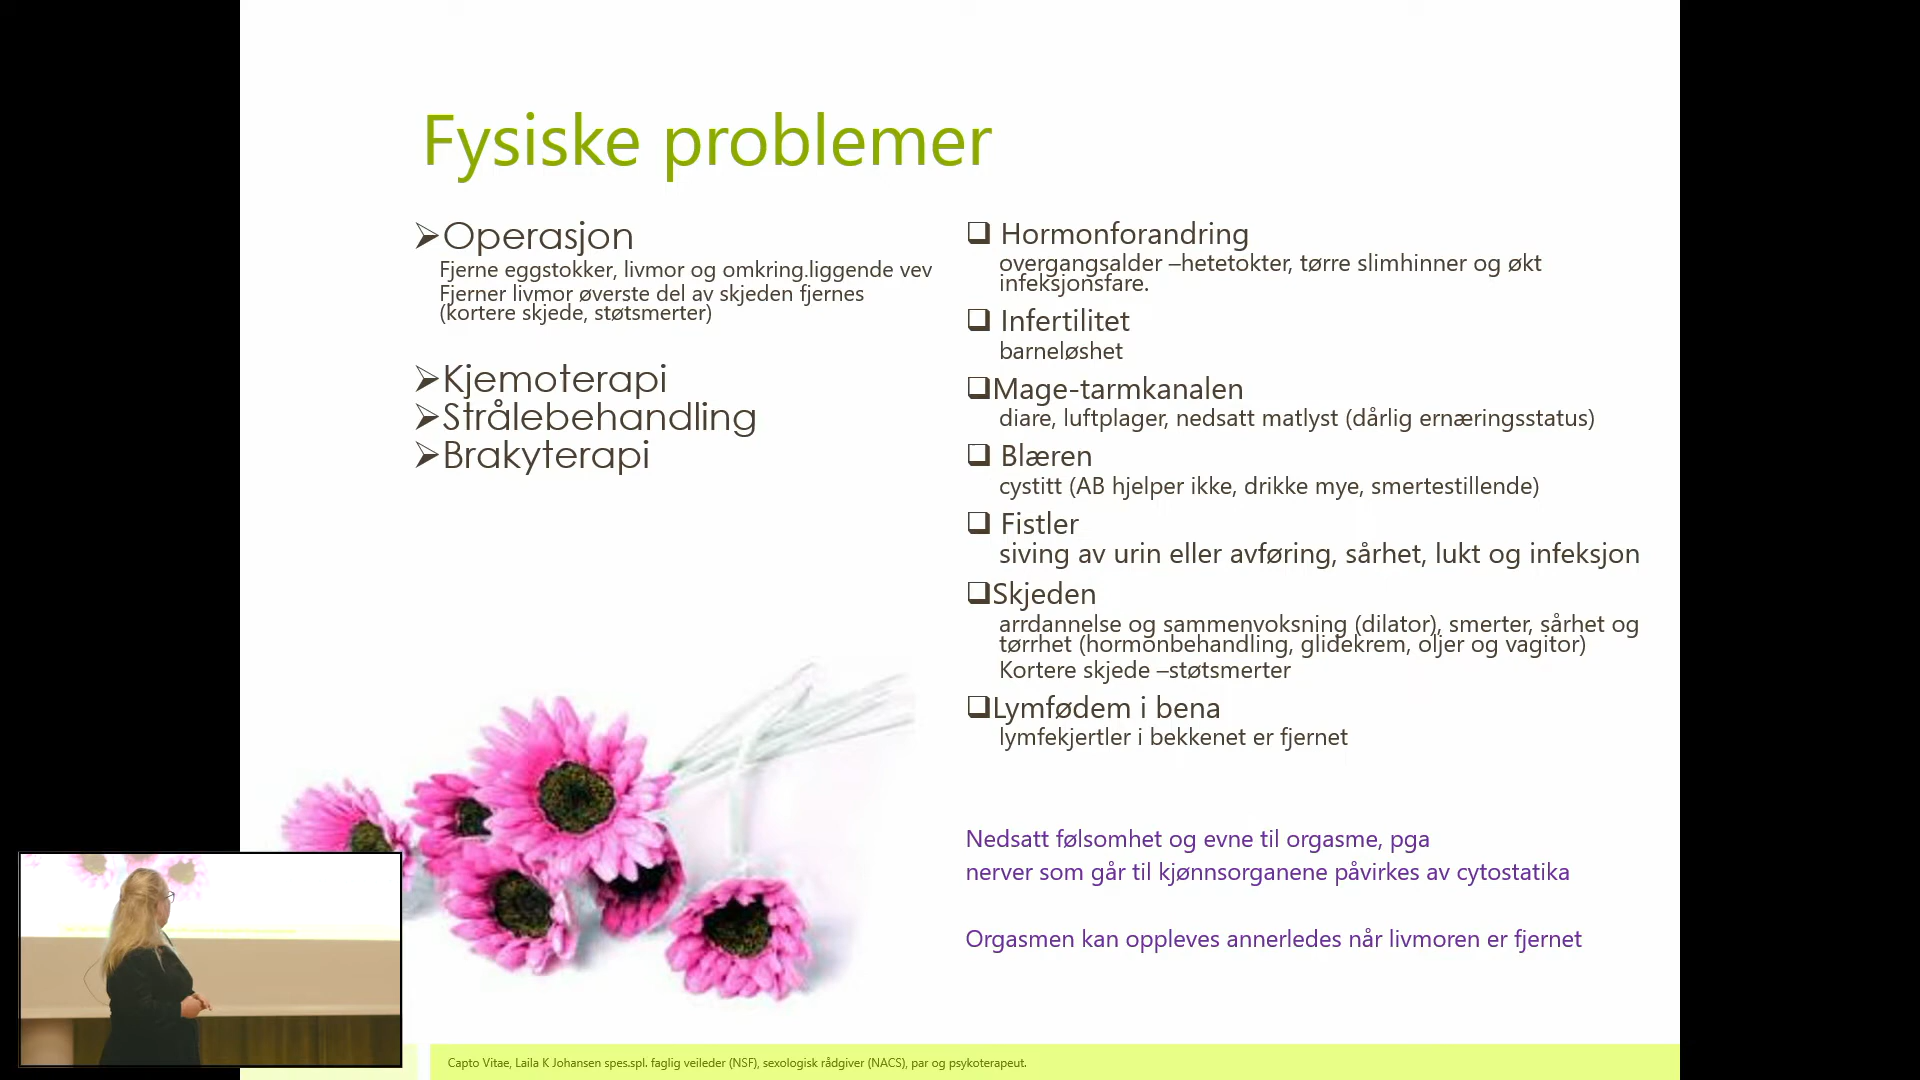 Fysiske problemer
Operasjon
Fjerne eggstokker, livmor og omkring.liggende vev
Fjerner livmor øverste del av skjeden fjernes
(kortere skjede, støtsmerter)
Kjemoterapi
Strålebehandling
Brakyterapi
Hormonforandring
overgangsalder –hetetokter, tørre slimhinner og økt
infeksjonsfare.
Infertilitet
barneløshet
Mage-tarmkanalen
diare, luftplager, nedsatt matlyst (dårlig ernæringsstatus)
Blæren
cystitt (AB hjelper ikke, drikke mye, smertestillende)
Fistler
siving av urin eller avføring, sårhet, lukt og infeksjon
Skjeden
arrdannelse og sammenvoksning (dilator), smerter, sårhet og
tørrhet (hormonbehandling, glidekrem, oljer og vagitor)
Kortere skjede –støtsmerter
Lymfødem i bena
lymfekjertler i bekkenet er fjernet
Nedsatt følsomhet og evne til orgasme, pga
nerver som går til kjønnsorganene påvirkes av cytostatika
Orgasmen kan oppleves annerledes når livmoren er fjernet
Capto Vitae, Laila K Johansen spes.spl. faglig veileder (NSF), sexologisk rådgiver (NACS), par og psykoterapeut.